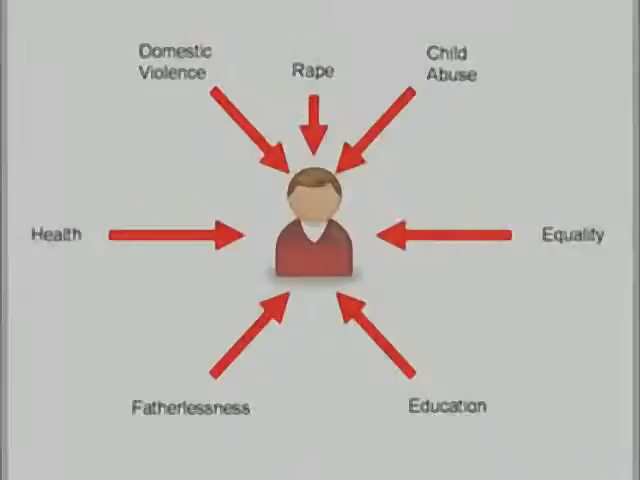 Domestic
Violence
Rape
Child
Abuse
Health
Equality
Fatherlessness
Education